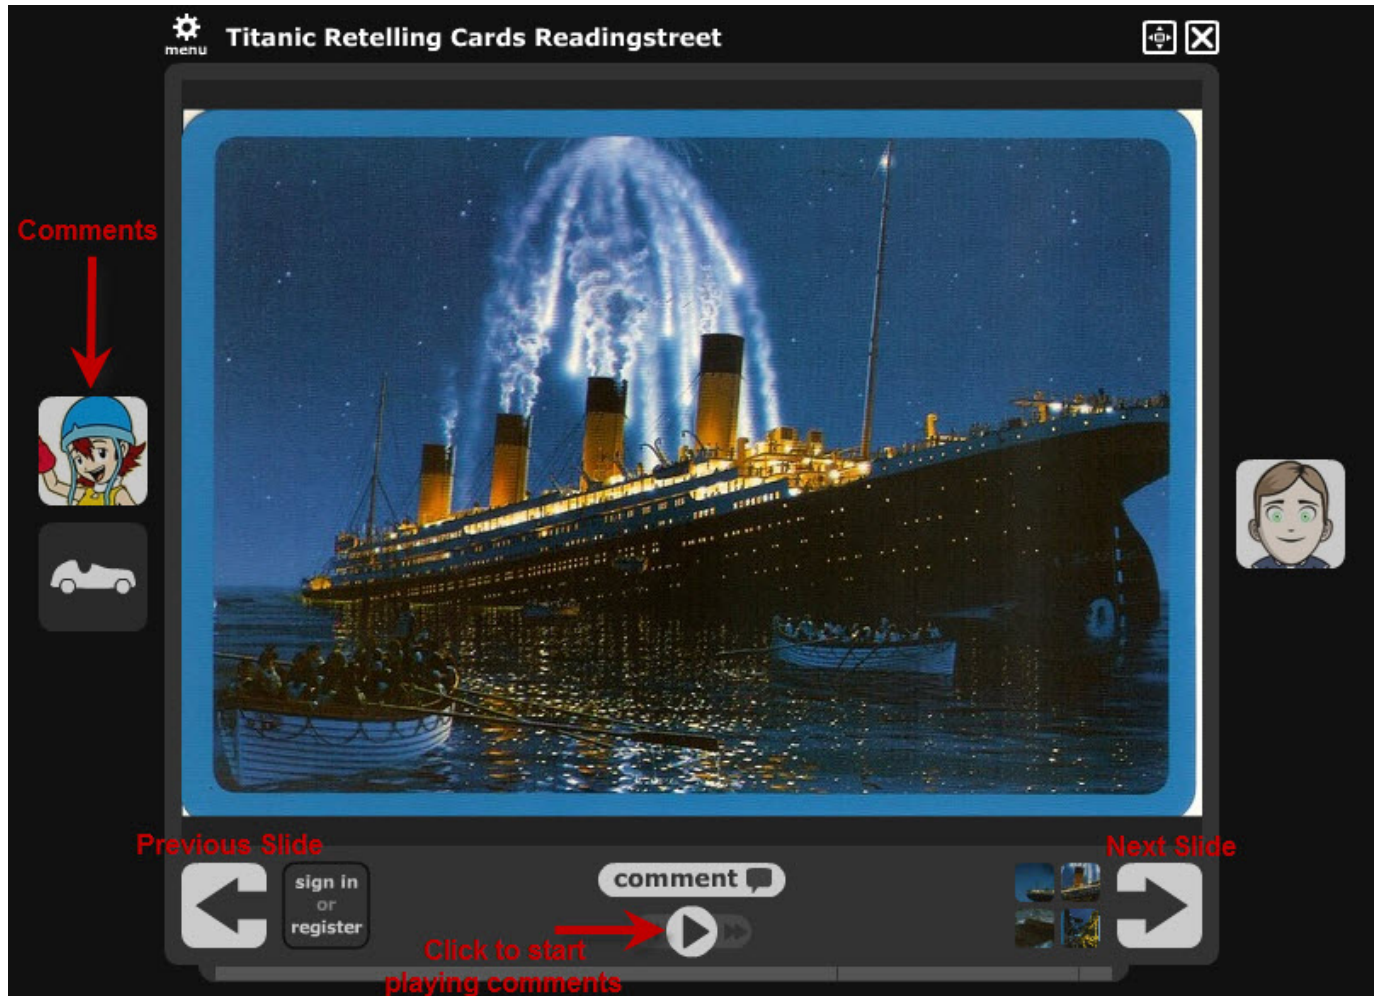 menu
Titanic Retelling Cards Readingstreet
Comments
Previous Slide
Next Slide
sign in
or
register
comment
Click to start
playing comments